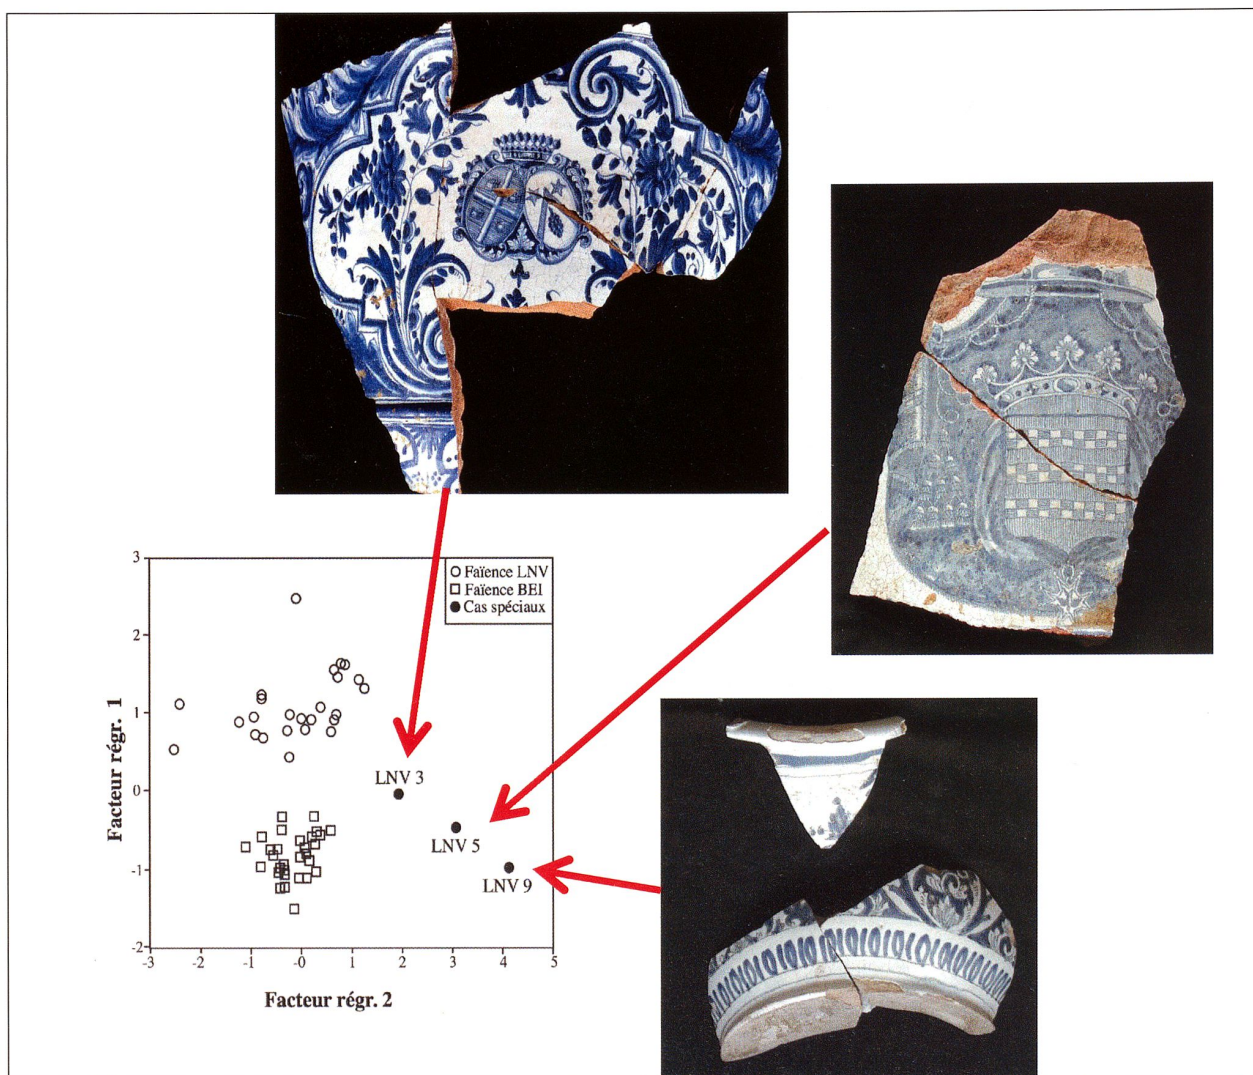 3
2
1
0
-1
-2
-3
-2
-1
-0
1
2
3
4
5
Facteur régr. 1
Facteur régr. 2
Faïence LNV
Faïence BEI
Cas spéciaux
LNV 3
LNV 5
LNV 9